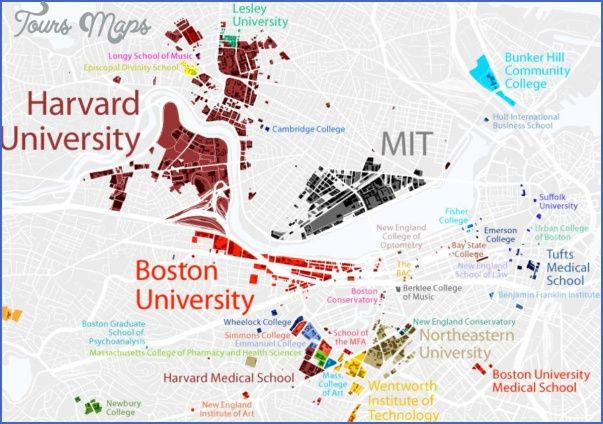 Tours Maps
Lesley
University
Longy School of Music
Episcopal Divinity School
Bunker Hill
Community
College
Harvard
University
Hult International
Business School
Cambridge College
MIT
Suffolk
University
Fisher
College
New England
College of
Optometry
Emerson
College
Urban College
of Boston
Bay State
College
Tufts
Medical
School
The
BAC
New England
School of Law
Boston
University
Berklee College
of Music
Boston
Conservatory
Benjamin Franklin Institute
Wheelock College
New England Conservatory
Boston Graduate
School of
Psychoanalysis
Simmons College
Emmanuel College
School of
the MFA
Northeastern
University
Massachusetts College of Pharmacy and Health Sciences
Harvard Medical School
Mass.
College
of Art
Boston University
Medical School
Wentworth
Institute of
Technology
Newbury
College
New England
Institute of Art